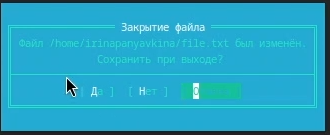 Закрытие файла
Файл /home/irinapanyavkina/file.txt был изменён.
Сохранить при выходе?
[ Да ] [ Нет ]